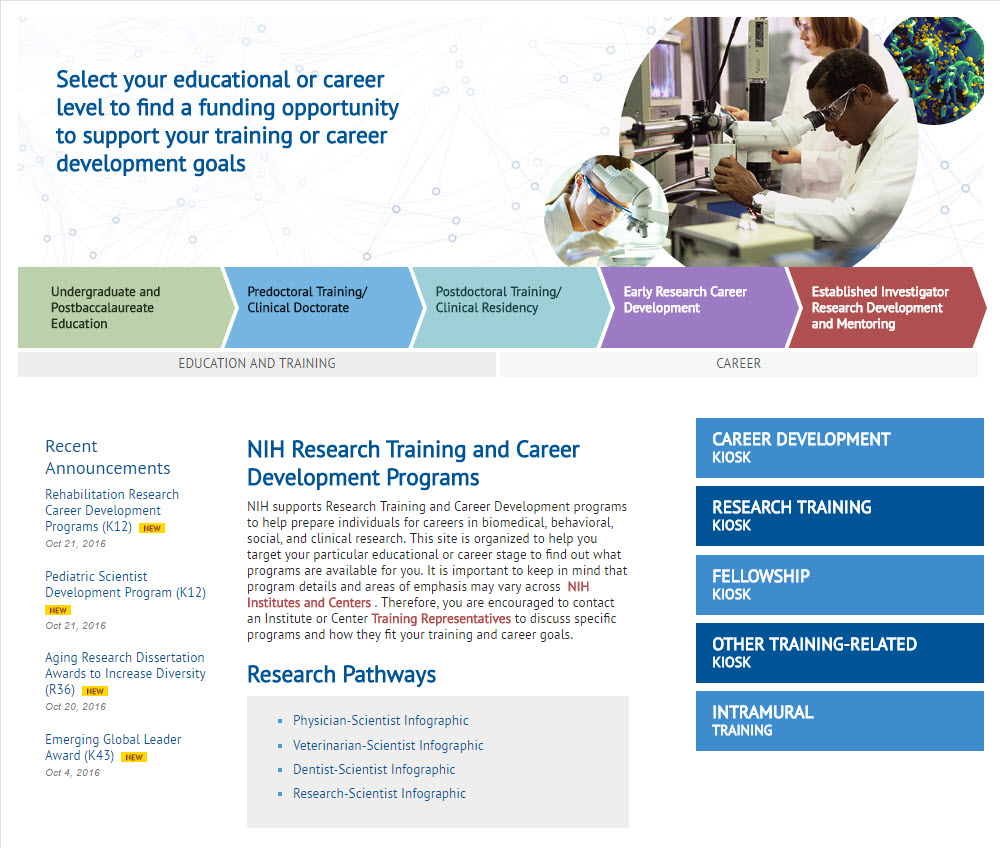 Select your educational or career
level to find a funding opportunity
to support your training or career
development goals
Undergraduate and
Postbaccalaureate
Education
Predoctoral Training/
Clinical Doctorate
Postdoctoral Training/
Clinical Residency
Early Research Career
Development
Established Investigator
Research Development
and Mentoring
EDUCATION AND TRAINING
CAREER
Recent
Announcements
Rehabilitation Research
Career Development
Programs (K12) NEW
Oct 21, 2016
Pediatric Scientist
Development Program (K12)
NEW
Oct 21, 2016
Aging Research Dissertation
Awards to Increase Diversity
(R36) NEW
Oct 20, 2016
Emerging Global Leader
Award (K43) NEW
Oct 4, 2016
NIH Research Training and Career
Development Programs
NIH supports Research Training and Career Development programs
to help prepare individuals for careers in biomedical, behavioral,
social, and clinical research. This site is organized to help you
target your particular educational or career stage to find out what
programs are available for you. It is important to keep in mind that
program details and areas of emphasis may vary across NIH
Institutes and Centers . Therefore, you are encouraged to contact
an Institute or Center Training Representatives to discuss specific
programs and how they fit your training and career goals.
Research Pathways
Physician-Scientist Infographic
Veterinarian-Scientist Infographic
Dentist-Scientist Infographic
Research-Scientist Infographic
CAREER DEVELOPMENT
KIOSK
RESEARCH TRAINING
KIOSK
FELLOWSHIP
KIOSK
OTHER TRAINING-RELATED
KIOSK
INTRAMURAL
TRAINING